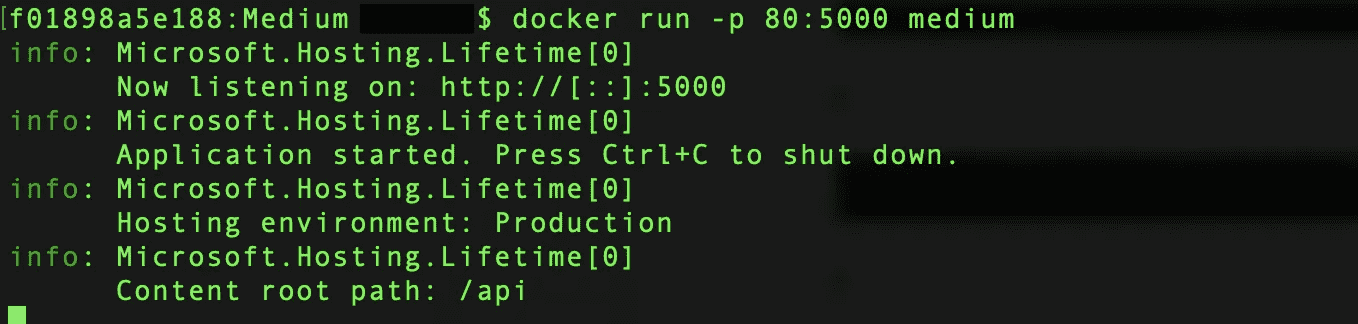 [f01898a5e188:Medium $ docker run -p 80:5000 medium
info: Microsoft.Hosting.Lifetime[0]
Now listening on: http://[::]:5000
info: Microsoft.Hosting.Lifetime[0]
Application started. Press Ctrl+C to shut down.
info: Microsoft.Hosting.Lifetime[0]
Hosting environment: Production
info: Microsoft.Hosting.Lifetime[0]
Content root path: /api